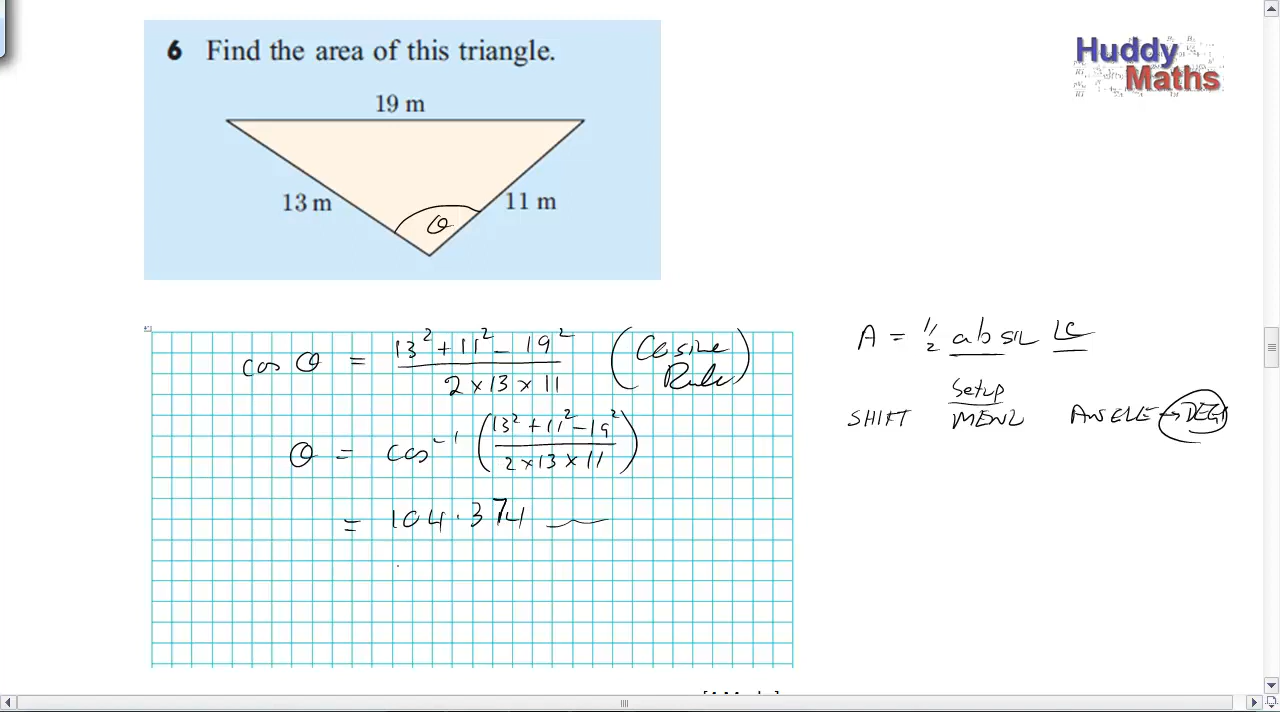 6 Find the area of this triangle.
Huddy
Maths
19 m
13 m
11 m
θ
cos θ = 13² + 11² - 19² / 2 × 13 × 11 (Cosine Rule)
θ = cos⁻¹ (13² + 11² - 19² / 2 × 13 × 11)
= 104.374
A = 1/2 ab sin ∠C
Setup
SHIFT MENU ANGLE → DEG